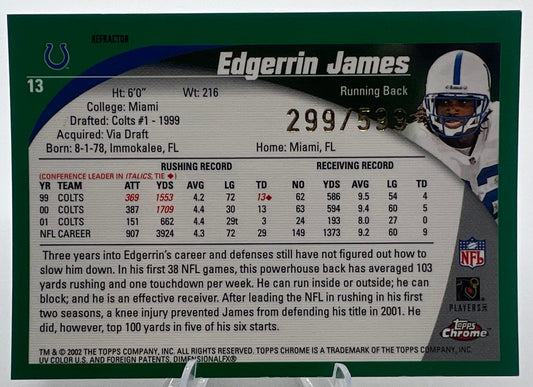 REFRACTOR
13
Edgerrin James
Running Back
Ht: 6'0" Wt: 216
College: Miami
Drafted: Colts #1 - 1999
Acquired: Via Draft
Born: 8-1-78, Immokalee, FL Home: Miami, FL
299/599
RUSHING RECORD RECEIVING RECORD
(CONFERENCE LEADER IN ITALICS, TIE ◆)
YR TEAM ATT YDS AVG LG TD NO YDS AVG LG TD
99 COLTS 369 1553 4.2 72 13◆ 62 586 9.5 54 4
00 COLTS 387 1709 4.4 30 13 63 594 9.4 60 5
01 COLTS 151 662 4.4 29t 3 24 193 8.0 27 0
NFL CAREER 907 3924 4.3 72 29 149 1373 9.2 60 9
Three years into Edgerrin's career and defenses still have not figured out how to
slow him down. In his first 38 NFL games, this powerhouse back has averaged 103
yards rushing and one touchdown per week. He can run inside or outside; he can
block; and he is an effective receiver. After leading the NFL in rushing in his first
two seasons, a knee injury prevented James from defending his title in 2001. He
did, however, top 100 yards in five of his six starts.
NFL
PLAYERS INC
Topps
Chrome
TM & © 2002 THE TOPPS COMPANY, INC. ALL RIGHTS RESERVED. TOPPS CHROME IS A TRADEMARK OF THE TOPPS COMPANY, INC.
UV COLOR U.S. AND FOREIGN PATENTS, DIMENSIONALFX®